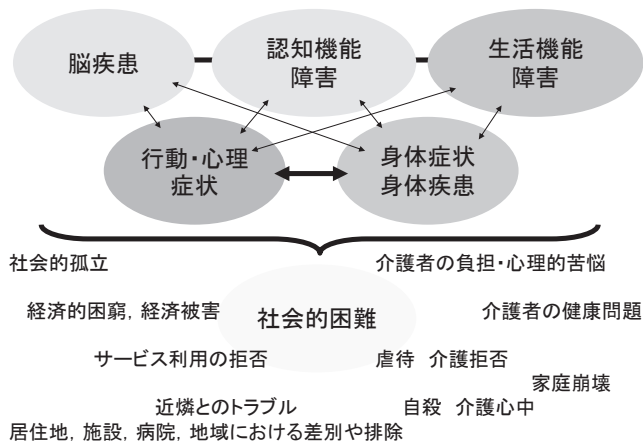 脳疾患
認知機能
障害
生活機能
障害
行動・心理
症状
身体症状
身体疾患
社会的孤立
介護者の負担・心理的苦悩
経済的困窮, 経済被害
社会的困難
介護者の健康問題
サービス利用の拒否
虐待 介護拒否
家庭崩壊
近燐とのトラブル
自殺 介護心中
居住地, 施設, 病院, 地域における差別や排除